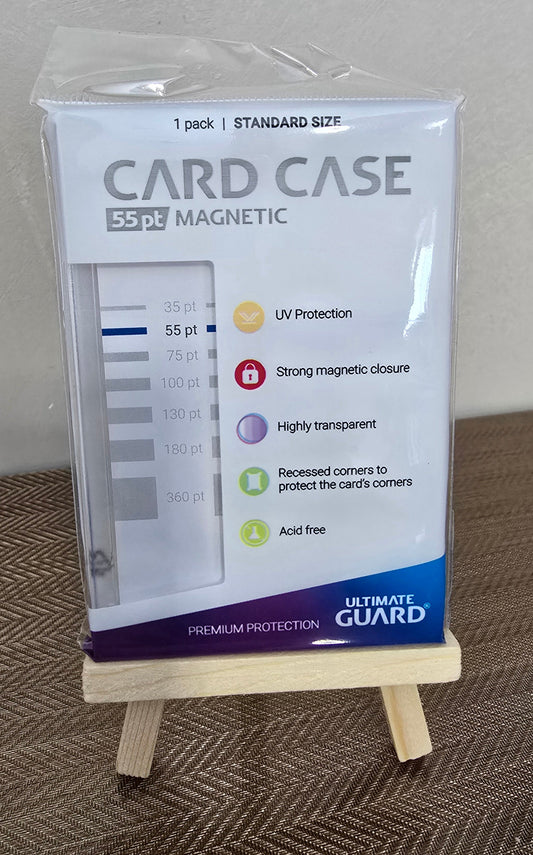 1 pack | STANDARD SIZE
CARD CASE
55pt MAGNETIC
35 pt
55 pt
75 pt
100 pt
130 pt
180 pt
360 pt
UV Protection
Strong magnetic closure
Highly transparent
Recessed corners to
protect the card's corners
Acid free
PREMIUM PROTECTION
ULTIMATE
GUARD®